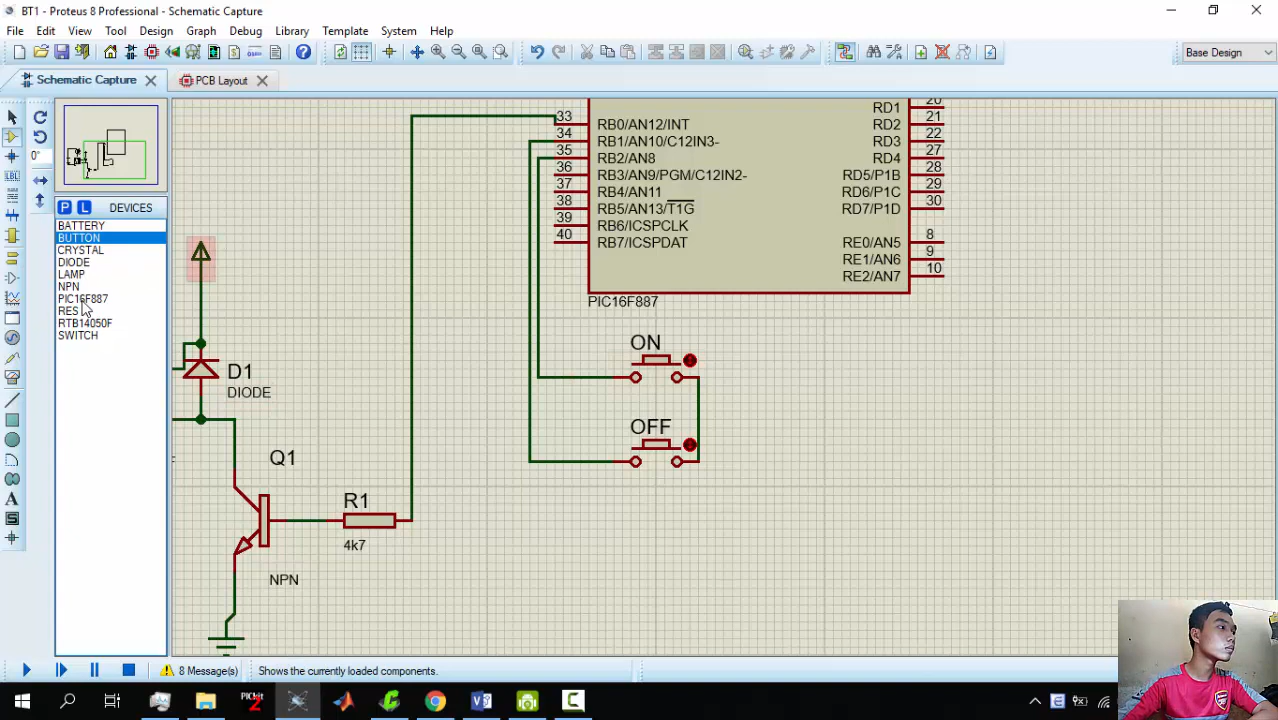 BT1 - Proteus 8 Professional - Schematic Capture
File Edit View Tool Design Graph Debug Library Template System Help
Base Design
Schematic Capture
PCB Layout
0°
P L DEVICES
BATTERY
BUTTON
CRYSTAL
DIODE
LAMP
NPN
PIC16F887
RES
RTB14050F
SWITCH
33 RB0/AN12/INT
34 RB1/AN10/C12IN3-
35 RB2/AN8
36 RB3/AN9/PGM/C12IN2-
37 RB4/AN11
38 RB5/AN13/T1G
39 RB6/ICSPCLK
40 RB7/ICSPDAT
RD1 20
RD2 21
RD3 22
RD4 27
RD5/P1B 28
RD6/P1C 29
RD7/P1D 30
RE0/AN5 8
RE1/AN6 9
RE2/AN7 10
PIC16F887
ON
OFF
D1
DIODE
Q1
NPN
R1
4k7
8 Message(s)
Shows the currently loaded components.
PICkit
2